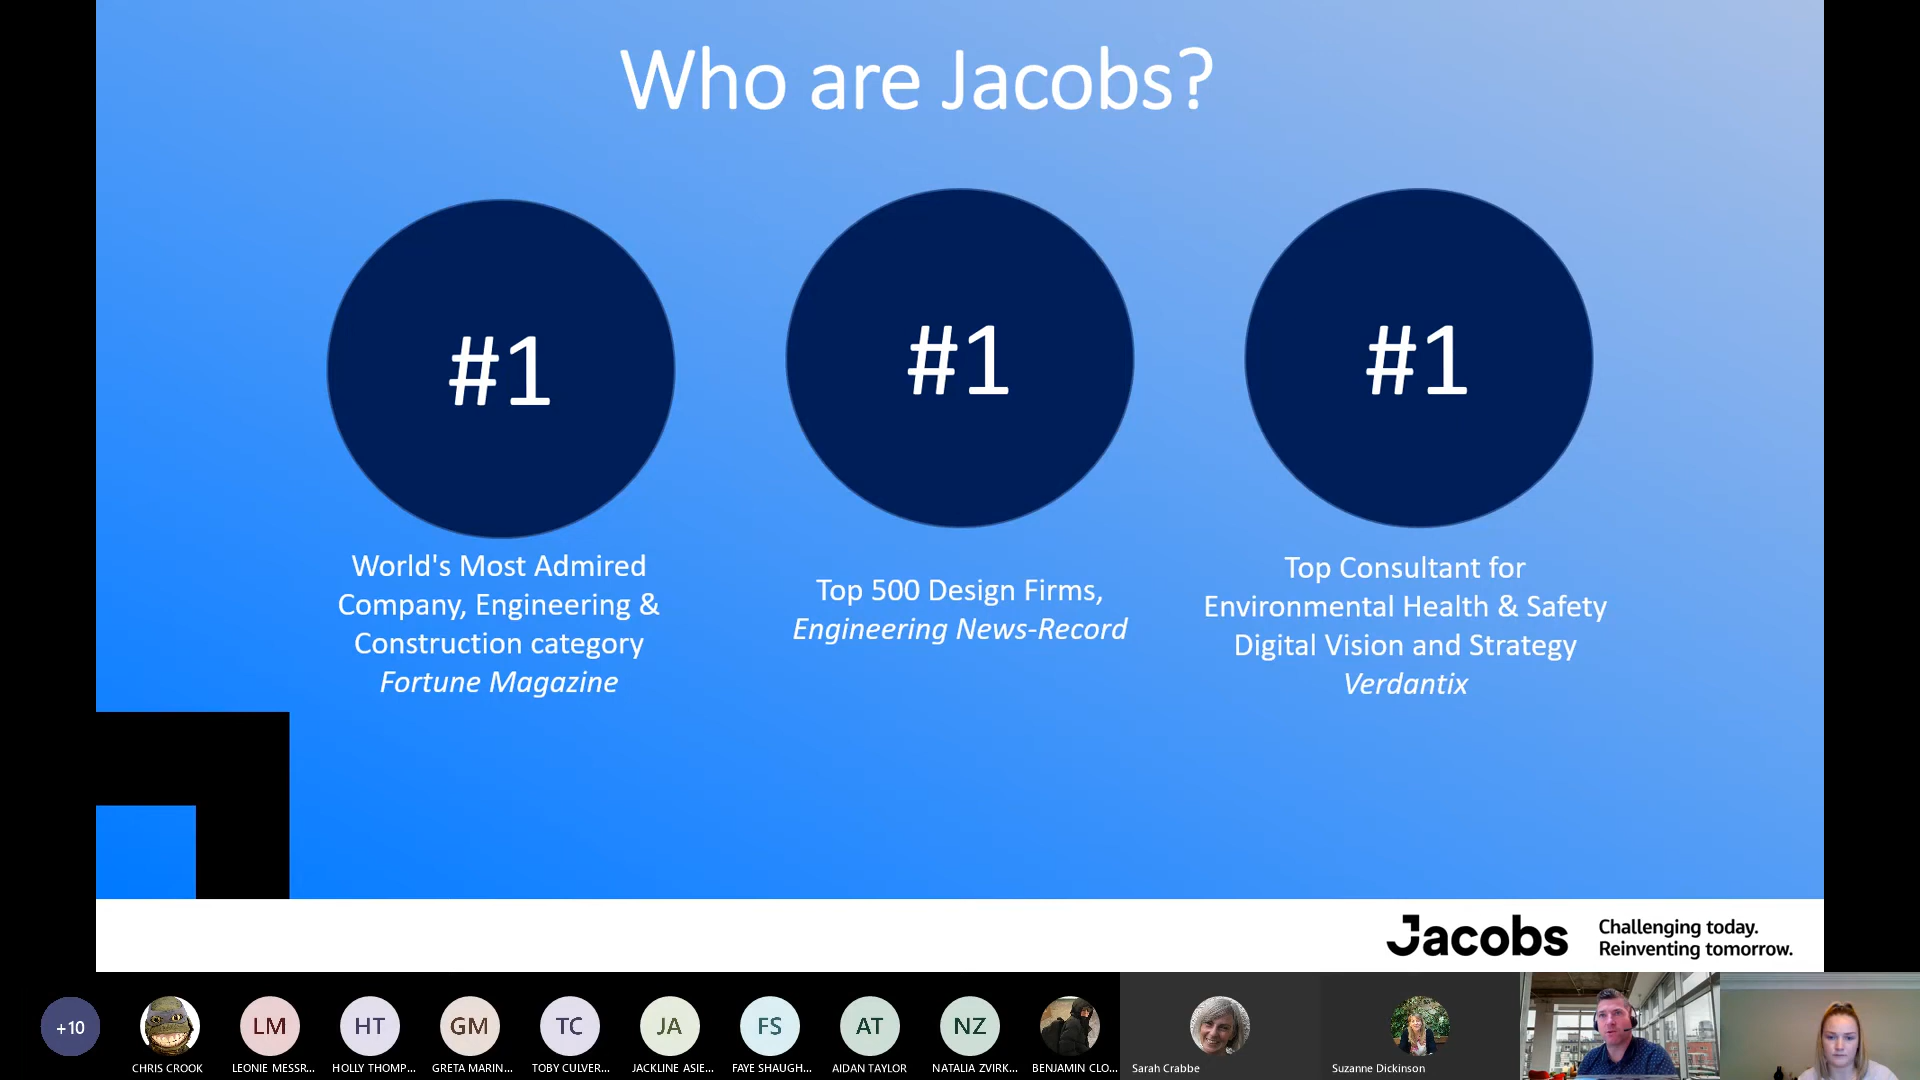 Who are Jacobs?
#1
#1
#1
World's Most Admired
Company, Engineering &
Construction category
Fortune Magazine
Top 500 Design Firms,
Engineering News-Record
Top Consultant for
Environmental Health & Safety
Digital Vision and Strategy
Verdantix
Jacobs
Challenging today.
Reinventing tomorrow.
+10
LM
HT
GM
TC
JA
FS
AT
NZ
CHRIS CROOK
LEONIE MESSR...
HOLLY THOMP...
GRETA MARIN...
TOBY CULVER...
JACKLINE ASIE...
FAYE SHAUGH...
AIDAN TAYLOR
NATALIA ZVIRK...
BENJAMIN CLO...
Sarah Crabbe
Suzanne Dickinson